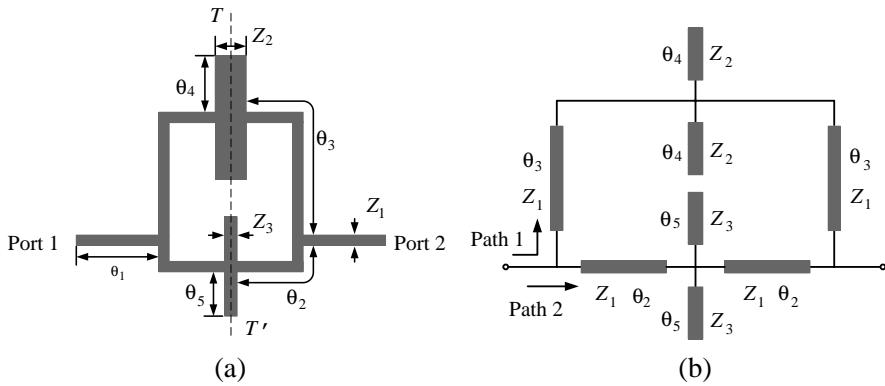 T
Z2
θ4
θ3
Z3
Z1
Port 1
Port 2
θ1
θ5
θ2
T′
(a)
θ4 Z2
θ4 Z2
θ3
Z1
θ3
Z1
θ5 Z3
Path 1
Path 2
Z1 θ2
Z1 θ2
θ5 Z3
(b)